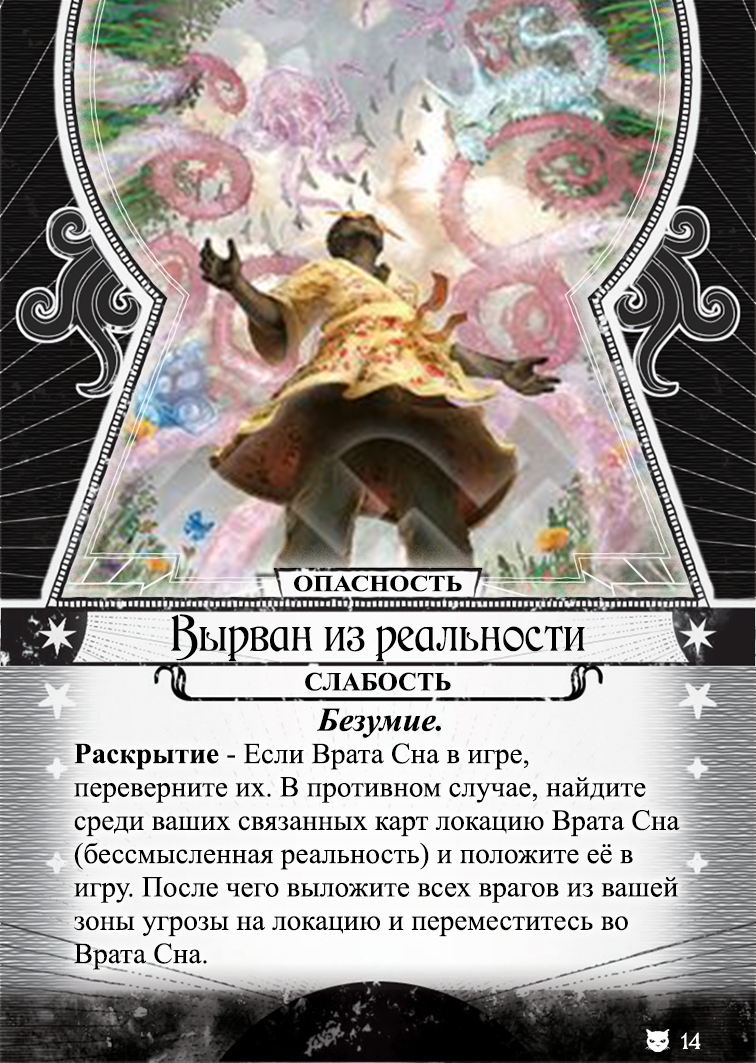 ОПАСНОСТЬ
Вырван из реальности
СЛАБОСТЬ
Безумие.
Раскрытие - Если Врата Сна в игре,
переверните их. В противном случае, найдите
среди ваших связанных карт локацию Врата Сна
(бессмысленная реальность) и положите её в
игру. После чего выложите всех врагов из вашей
зоны угрозы на локацию и переместитесь во
Врата Сна.
14